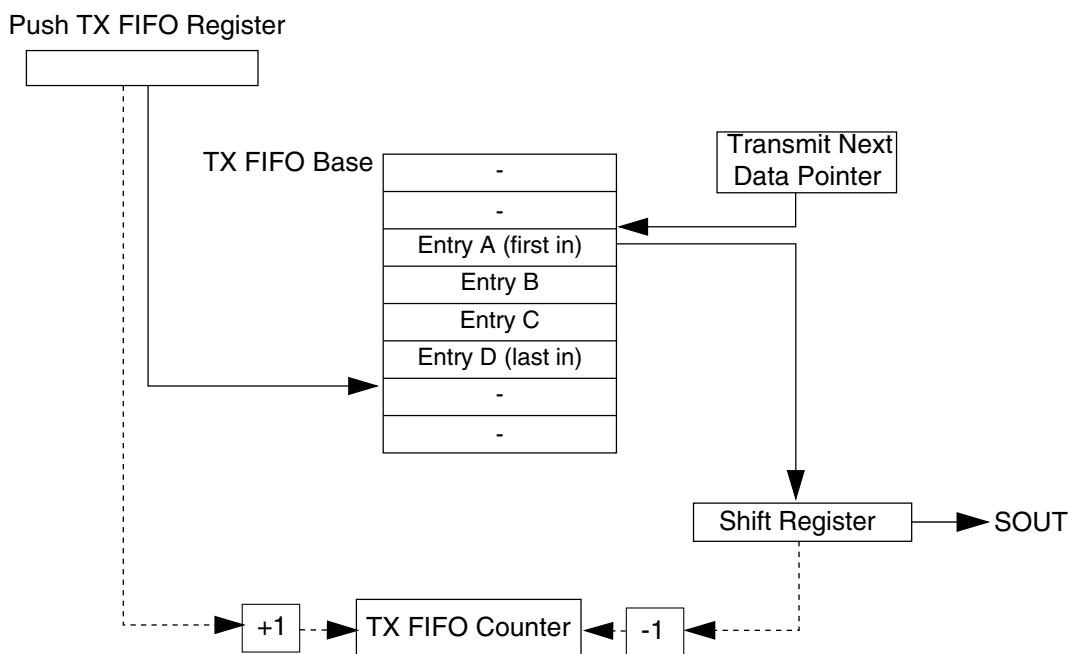 Push TX FIFO Register
TX FIFO Base
-
-
Entry A (first in)
Entry B
Entry C
Entry D (last in)
-
-
Transmit Next
Data Pointer
Shift Register
SOUT
+1
TX FIFO Counter
-1